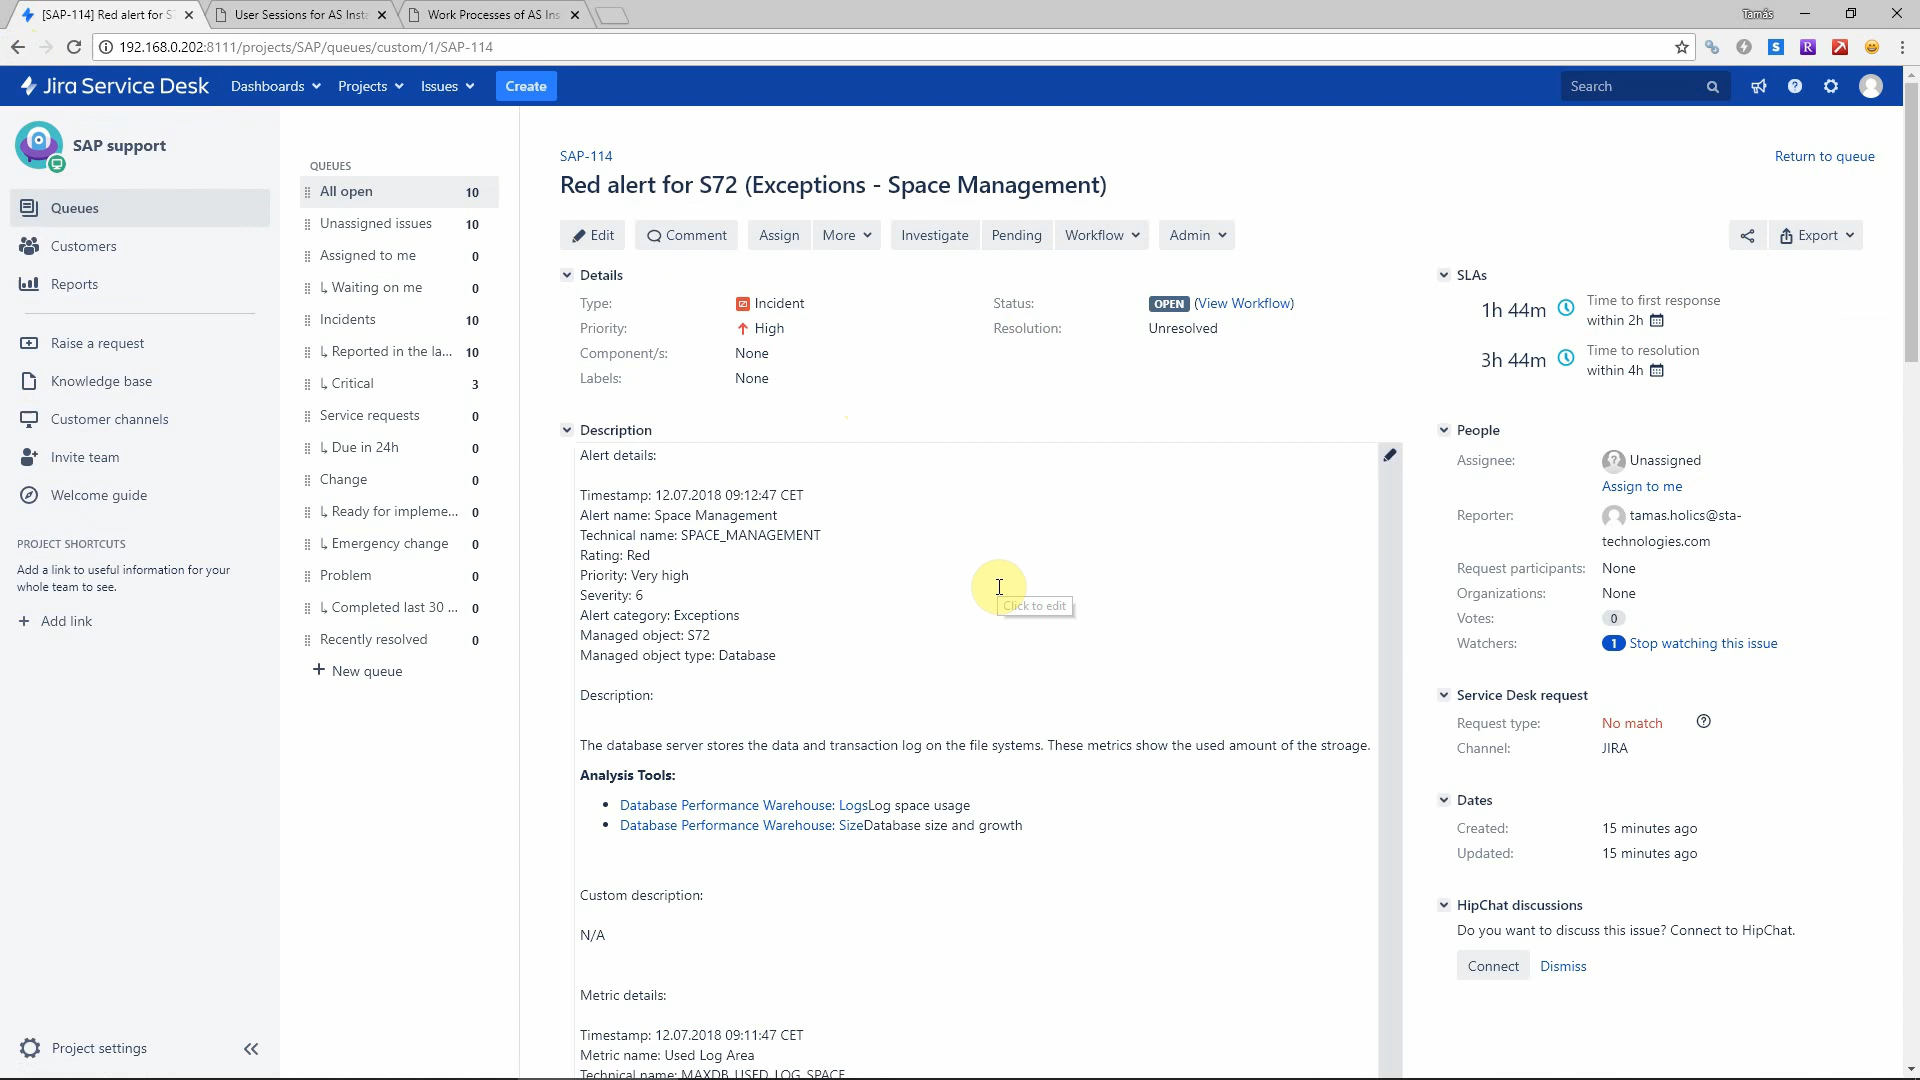 [SAP-114] Red alert for S
User Sessions for AS Insta
Work Processes of AS Ins
Tamás
192.168.0.202:8111/projects/SAP/queues/custom/1/SAP-114
Jira Service Desk
Dashboards
Projects
Issues
Create
Search
SAP support
Queues
Customers
Reports
Raise a request
Knowledge base
Customer channels
Invite team
Welcome guide
PROJECT SHORTCUTS
Add a link to useful information for your
whole team to see.
+ Add link
Project settings
QUEUES
All open 10
Unassigned issues 10
Assigned to me 0
↳ Waiting on me 0
Incidents 10
↳ Reported in the la... 10
↳ Critical 3
Service requests 0
↳ Due in 24h 0
Change 0
↳ Ready for impleme... 0
↳ Emergency change 0
Problem 0
↳ Completed last 30 ... 0
Recently resolved 0
+ New queue
SAP-114
Return to queue
Red alert for S72 (Exceptions - Space Management)
Edit
Comment
Assign
More
Investigate
Pending
Workflow
Admin
Export
Details
Type: Incident
Status: OPEN (View Workflow)
Priority: High
Resolution: Unresolved
Component/s: None
Labels: None
Description
Alert details:
Timestamp: 12.07.2018 09:12:47 CET
Alert name: Space Management
Technical name: SPACE_MANAGEMENT
Rating: Red
Priority: Very high
Severity: 6
Click to edit
Alert category: Exceptions
Managed object: S72
Managed object type: Database
Description:
The database server stores the data and transaction log on the file systems. These metrics show the used amount of the stroage.
Analysis Tools:
• Database Performance Warehouse: LogsLog space usage
• Database Performance Warehouse: SizeDatabase size and growth
Custom description:
N/A
Metric details:
Timestamp: 12.07.2018 09:11:47 CET
Metric name: Used Log Area
Technical name: MAXDB_USED_LOG_SPACE
SLAs
1h 44m Time to first response
within 2h
3h 44m Time to resolution
within 4h
People
Assignee: Unassigned
Assign to me
Reporter: tamas.holics@sta-
technologies.com
Request participants: None
Organizations: None
Votes: 0
Watchers: 1 Stop watching this issue
Service Desk request
Request type: No match
Channel: JIRA
Dates
Created: 15 minutes ago
Updated: 15 minutes ago
HipChat discussions
Do you want to discuss this issue? Connect to HipChat.
Connect
Dismiss